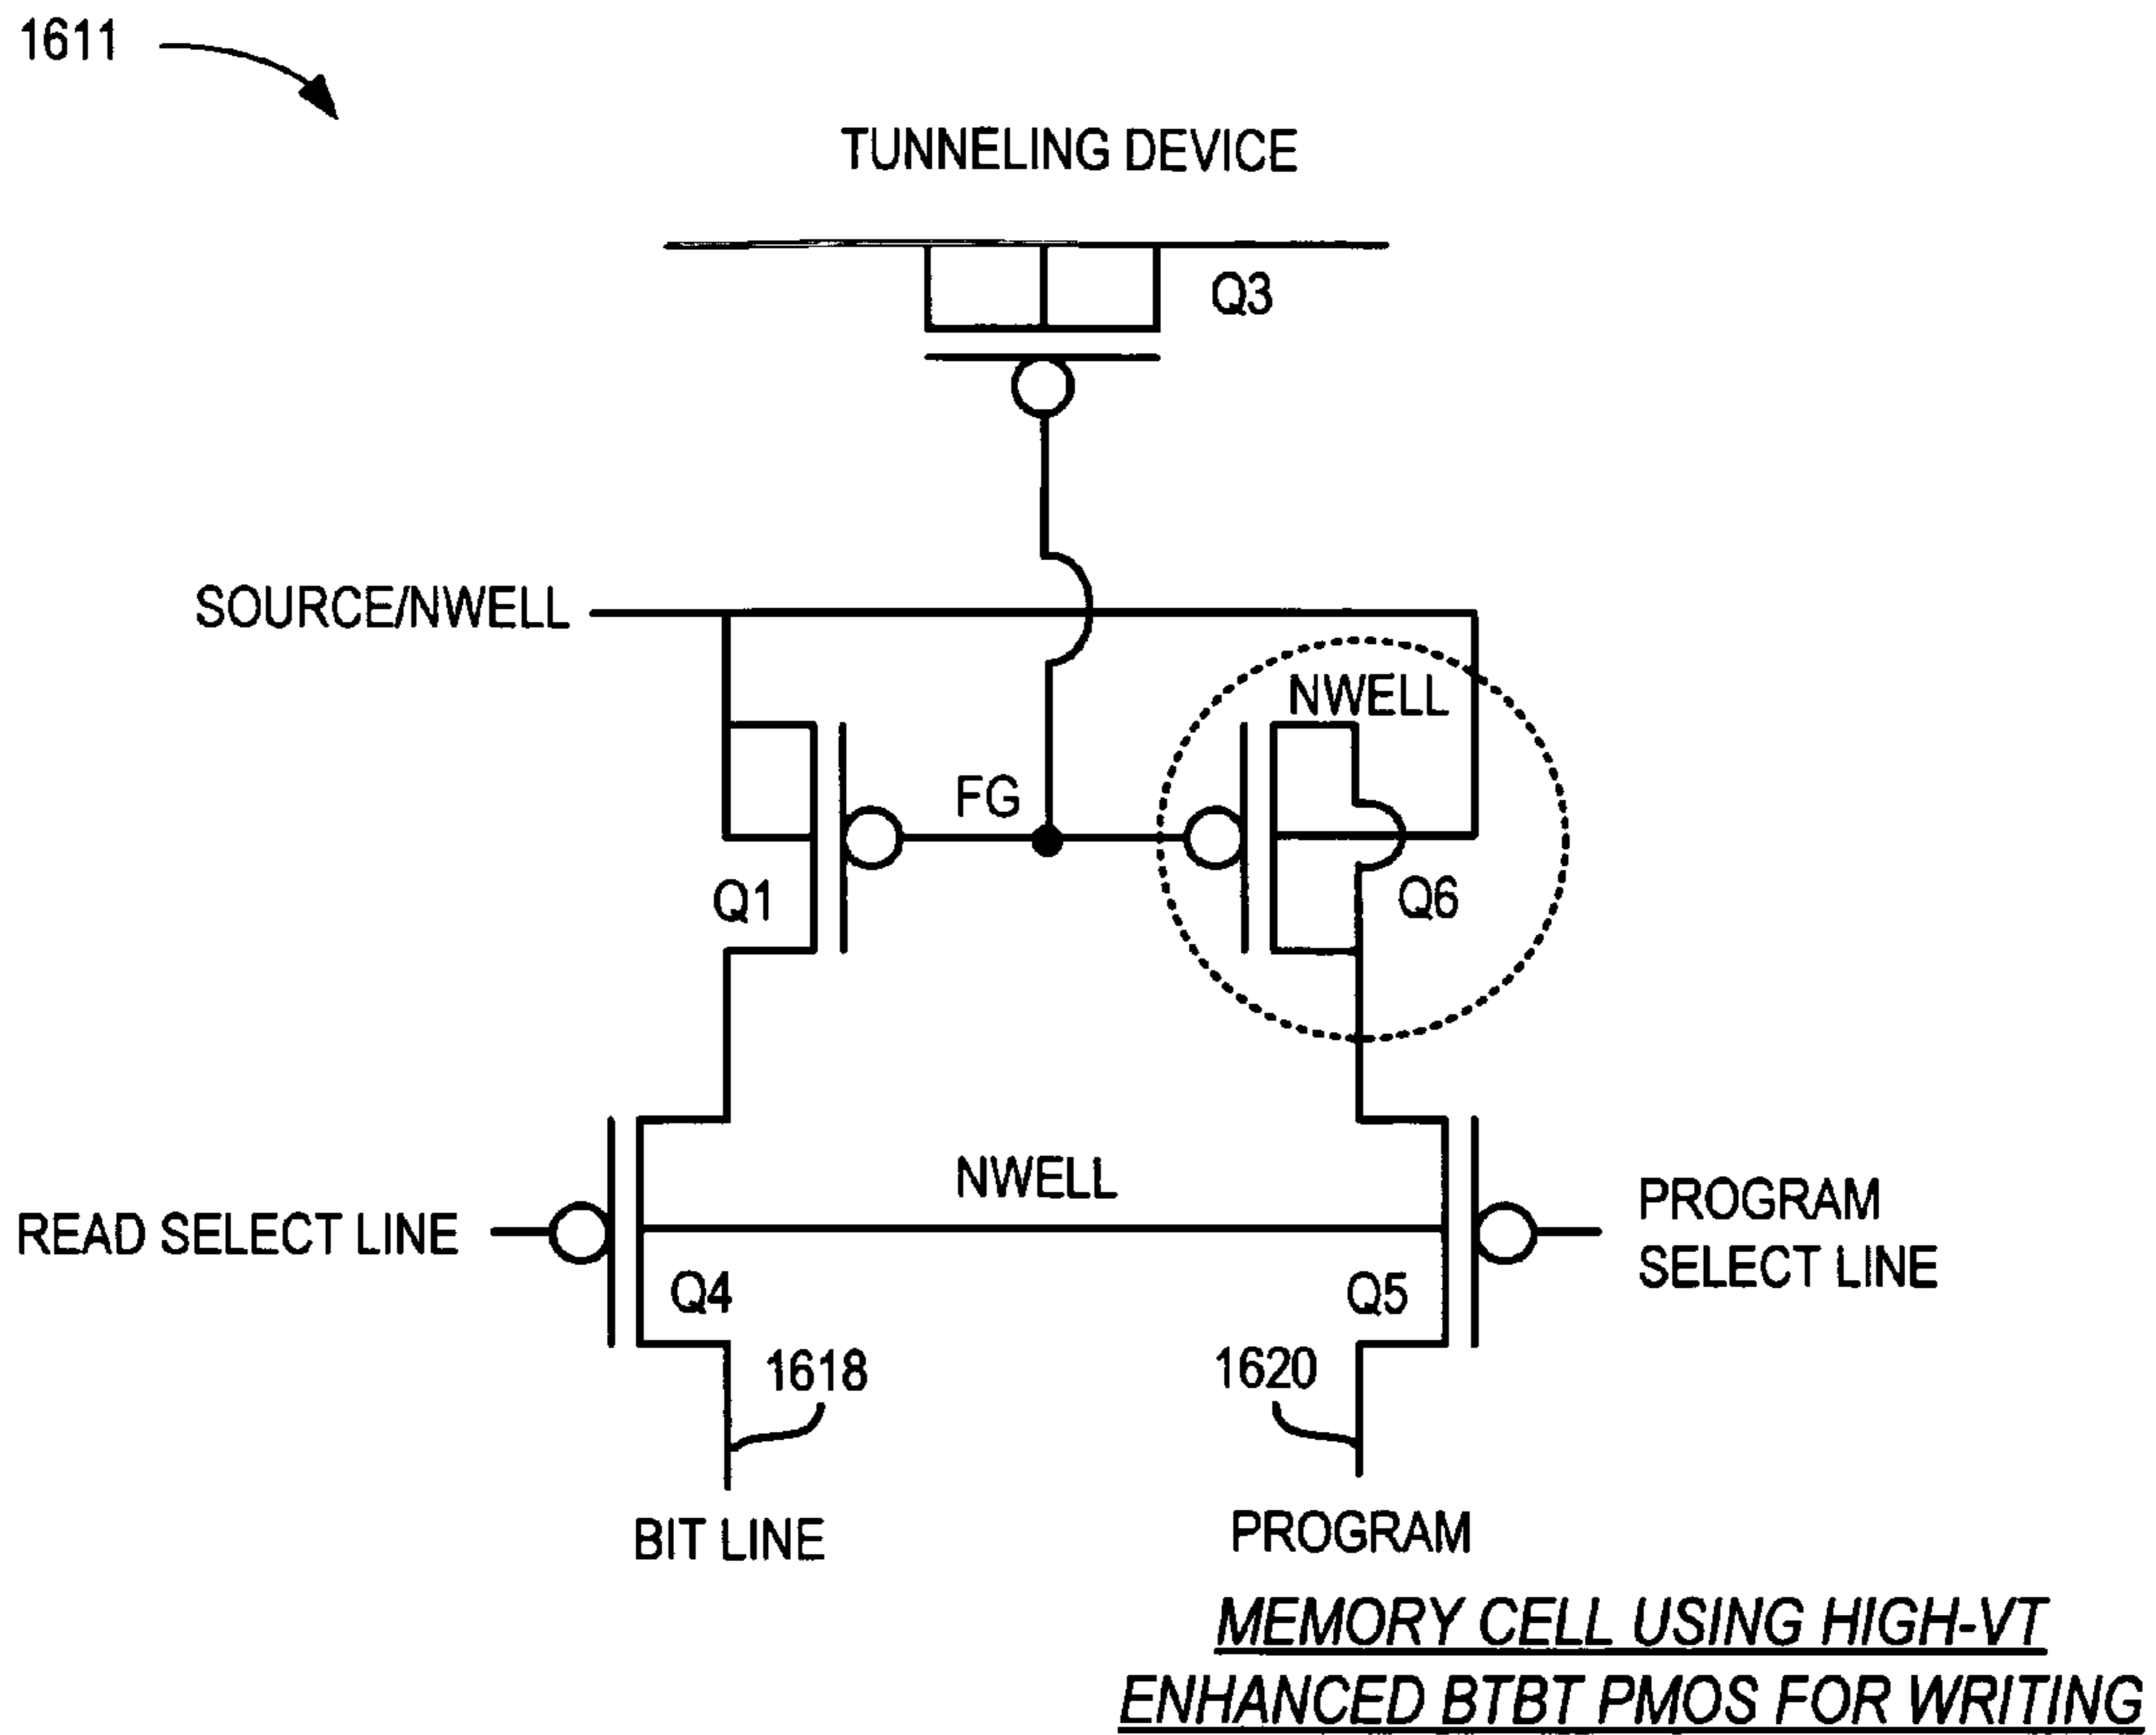 1611
TUNNELING DEVICE
Q3
SOURCE/NWELL
NWELL
FG
Q1
Q6
NWELL
READ SELECT LINE
PROGRAM
SELECT LINE
Q4
Q5
1618
1620
BIT LINE
PROGRAM
MEMORY CELL USING HIGH-VT
ENHANCED BTBT PMOS FOR WRITING